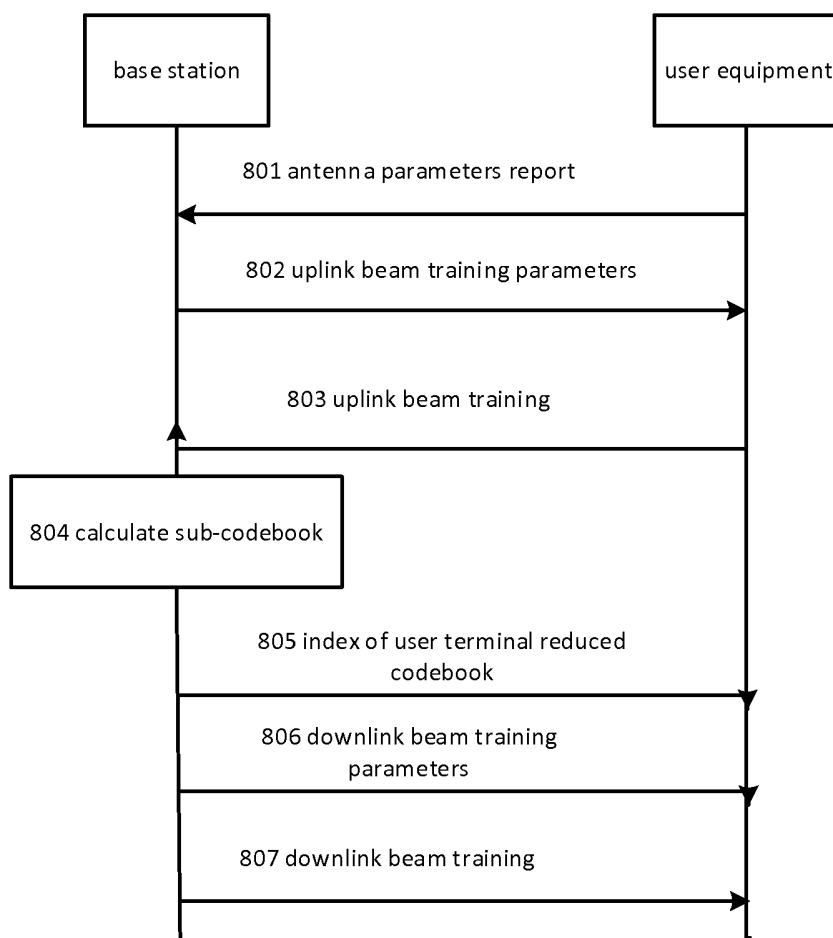 base station
user equipment
801 antenna parameters report
802 uplink beam training parameters
803 uplink beam training
804 calculate sub-codebook
805 index of user terminal reduced
codebook
806 downlink beam training
parameters
807 downlink beam training